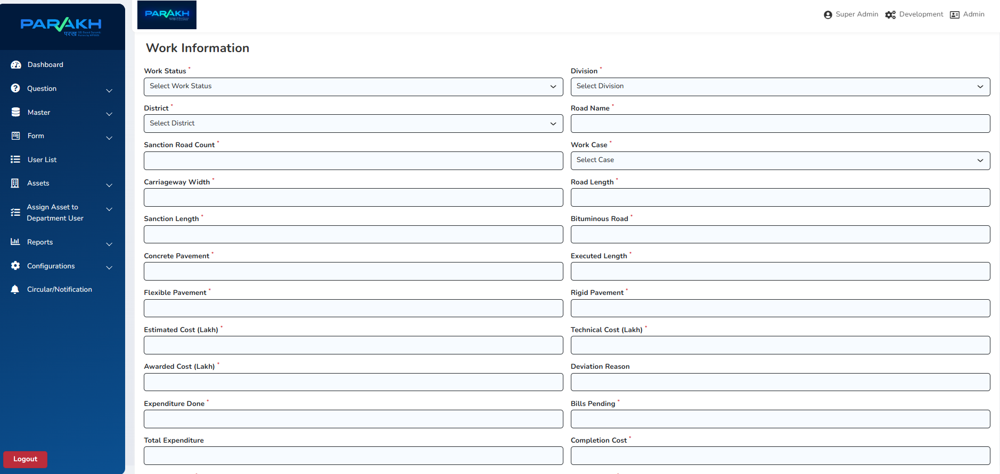 PARAKH
परख
PARAKH
परख
Super Admin
Development
Admin
Dashboard
Question
Master
Form
User List
Assets
Assign Asset to
Department User
Reports
Configurations
Circular/Notification
Logout
Work Information
Work Status *
Select Work Status
Division *
Select Division
District *
Select District
Road Name *
Sanction Road Count *
Work Case *
Select Case
Carriageway Width *
Road Length *
Sanction Length *
Bituminous Road *
Concrete Pavement *
Executed Length *
Flexible Pavement *
Rigid Pavement *
Estimated Cost (Lakh) *
Technical Cost (Lakh) *
Awarded Cost (Lakh) *
Deviation Reason
Expenditure Done *
Bills Pending *
Total Expenditure
Completion Cost *